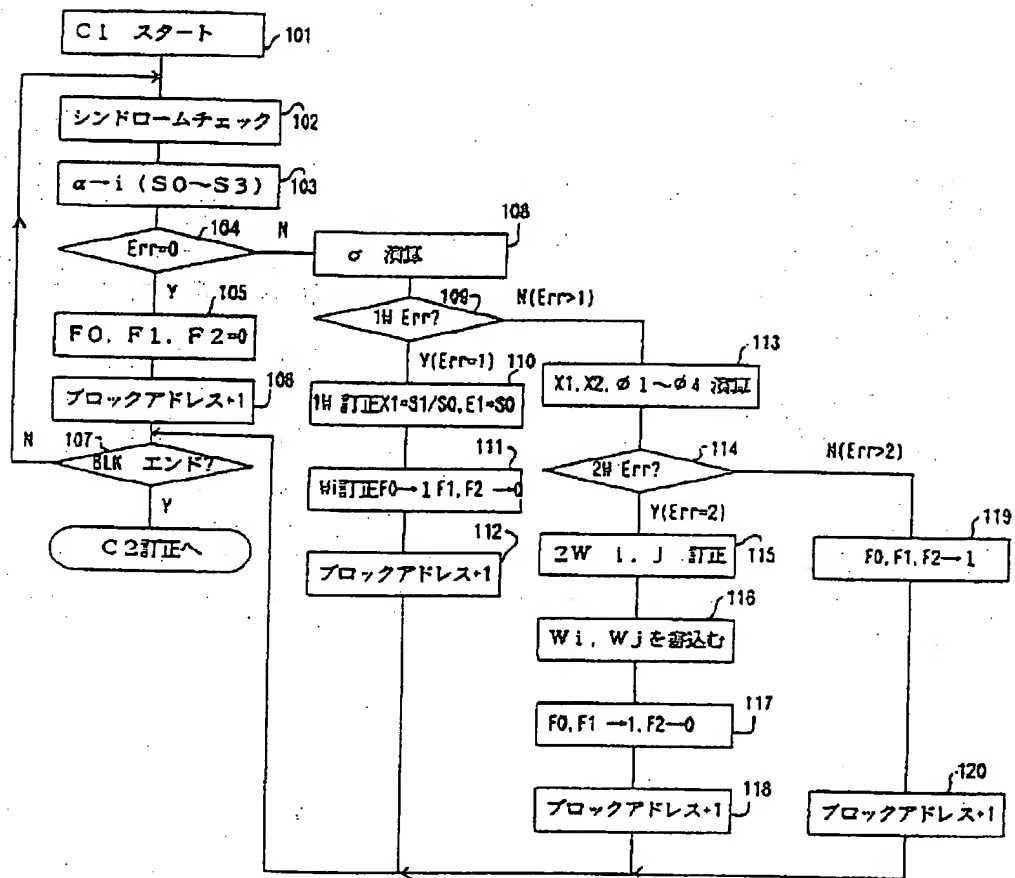 C1 スタート
101
シンドロームチェック
102
α→i (S0～S3)
103
Err=0
104
N
Y
105
F0. F1. F2=0
106
ブロックアドレス+1
N
107
BLK エンド?
Y
C2訂正へ
108
σ 演算
109
1W Err?
N(Err>1)
Y(Err=1)
110
1W 訂正X1=S1/S0,E1=S0
111
Wi訂正F0→1 F1,F2→0
112
ブロックアドレス+1
113
X1,X2,φ1～φ4 演算
114
2W Err?
N(Err>2)
Y(Err=2)
2W i. j 訂正
115
116
Wi, Wjを書込む
117
F0,F1→1,F2→0
ブロックアドレス+1
118
119
F0,F1,F2→1
120
ブロックアドレス+1